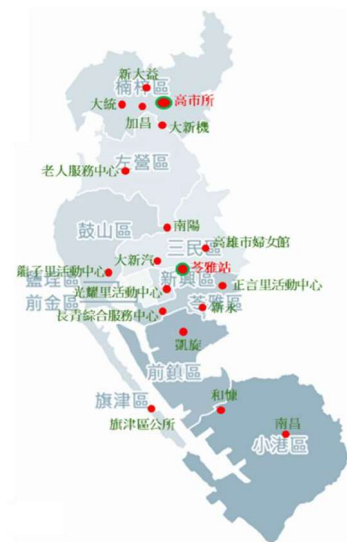 新大益
楠梓區
大統
高市所
加昌
大新機
左營區
老人服務中心
鼓山區
南陽
三民區
高雄市婦女館
大新汽
龍子里活動中心
苓雅站
鹽埕區
新興區
正言里活動中心
前金區
光耀里活動中心
苓雅區
長青綜合服務中心
新永
凱旋
前鎮區
旗津區
和慷
旗津區公所
南昌
小港區